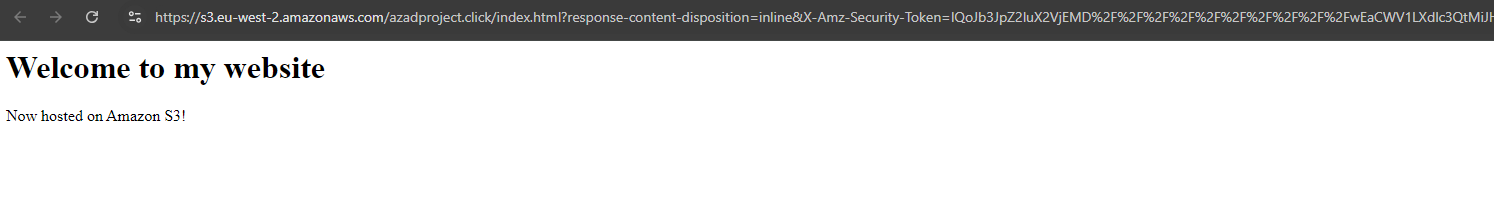 https://s3.eu-west-2.amazonaws.com/azadproject.click/index.html?response-content-disposition=inline&X-Amz-Security-Token=IQoJb3JpZ2luX2VjEMD%2F%2F%2F%2F%2F%2F%2F%2F%2F%2FwEaCWV1LXdlc3QtMiJH
Welcome to my website
Now hosted on Amazon S3!